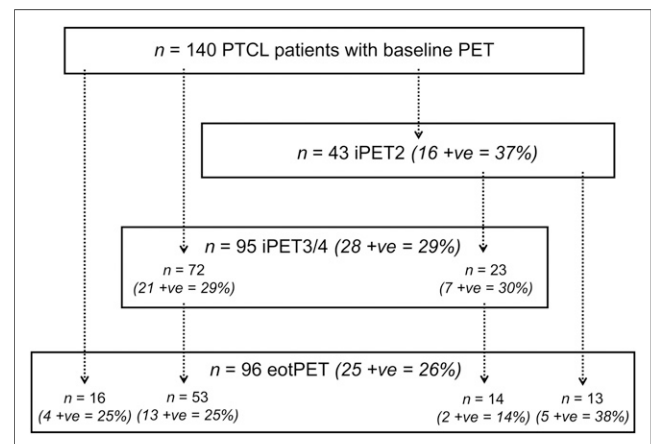 n = 140 PTCL patients with baseline PET
n = 43 iPET2 (16 +ve = 37%)
n = 95 iPET3/4 (28 +ve = 29%)
n = 72
(21 +ve = 29%)
n = 23
(7 +ve = 30%)
n = 96 eotPET (25 +ve = 26%)
n = 16
(4 +ve = 25%)
n = 53
(13 +ve = 25%)
n = 14
(2 +ve = 14%)
n = 13
(5 +ve = 38%)